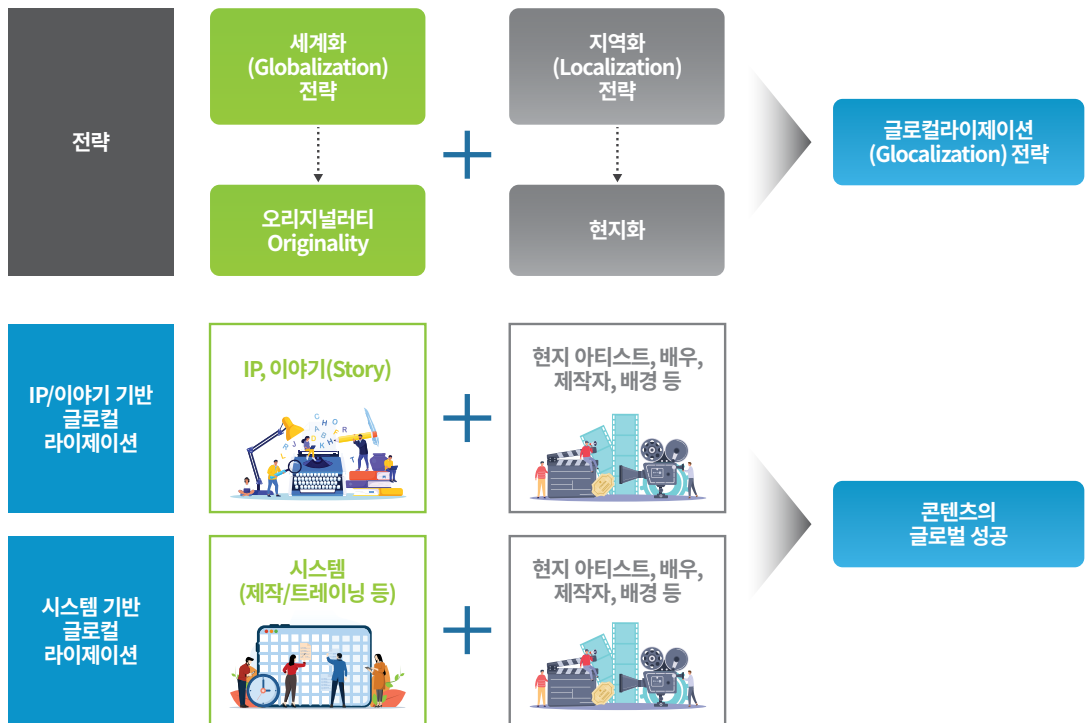 전략
세계화
(Globalization)
전략
오리지널러티
Originality
지역화
(Localization)
전략
현지화
글로컬라이제이션
(Glocalization) 전략
IP/이야기 기반
글로컬
라이제이션
IP, 이야기(Story)
현지 아티스트, 배우,
제작자, 배경 등
시스템 기반
글로컬
라이제이션
시스템
(제작/트레이닝 등)
현지 아티스트, 배우,
제작자, 배경 등
콘텐츠의
글로벌 성공